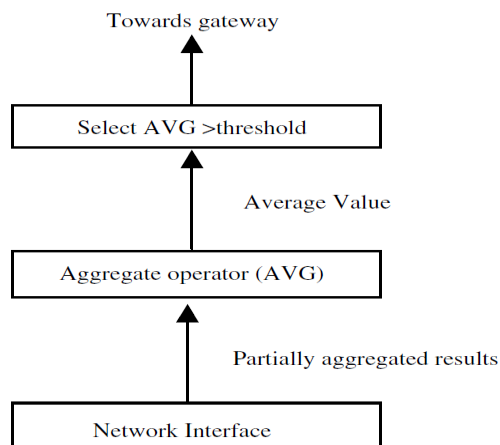 Towards gateway
Select AVG >threshold
Average Value
Aggregate operator (AVG)
Partially aggregated results
Network Interface